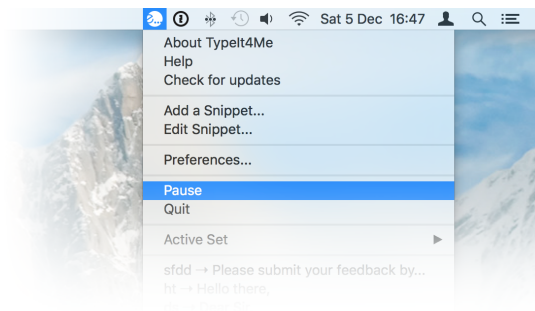 Sat 5 Dec 16:47
About TypeIt4Me
Help
Check for updates
Add a Snippet...
Edit Snippet...
Preferences...
Pause
Quit
Active Set
sfdd → Please submit your feedback by...
ht → Hello there,